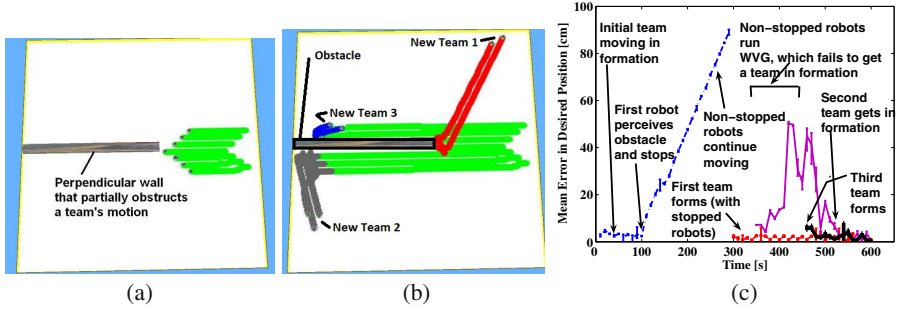 Perpendicular wall
that partially obstructs
a team's motion
(a)
Obstacle
New Team 1
New Team 3
New Team 2
(b)
Mean Error in Desired Position [cm]
100
80
60
40
20
0
0 100 200 300 400 500 600
Time [s]
Initial team
moving in
formation
First robot
perceives
obstacle
and stops
Non-stopped robots
run
WVG, which fails to get
a team in formation
Non-stopped
robots
continue
moving
Second
team gets in
formation
First team
forms (with
stopped
robots)
Third
team
forms
(c)